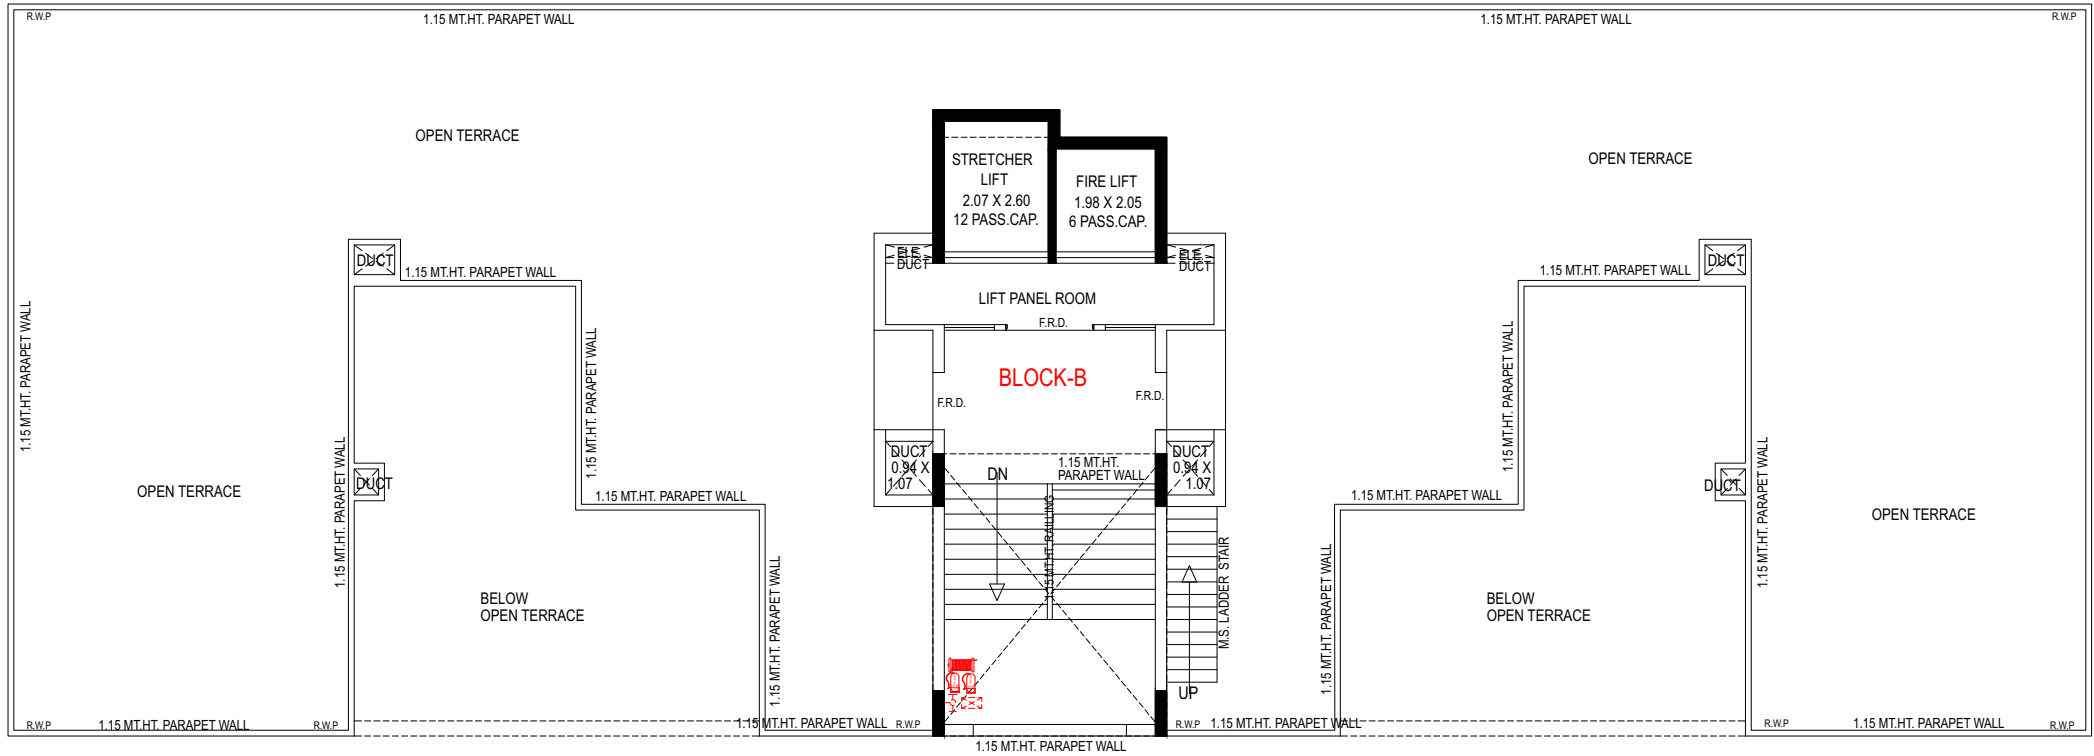 R.W.P
1.15 MT.HT. PARAPET WALL
1.15 MT.HT. PARAPET WALL
R.W.P
OPEN TERRACE
OPEN TERRACE
STRETCHER
LIFT
2.07 X 2.60
12 PASS.CAP.
FIRE LIFT
1.98 X 2.05
6 PASS.CAP.
DUCT
1.15 MT.HT. PARAPET WALL
ELE.
DUCT
ELE.
DUCT
1.15 MT.HT. PARAPET WALL
DUCT
LIFT PANEL ROOM
F.R.D.
1.15 MT.HT. PARAPET WALL
1.15 MT.HT. PARAPET WALL
1.15 MT.HT. PARAPET WALL
BLOCK-B
F.R.D.
F.R.D.
DUCT
0.94 X
1.07
DN
1.15 MT.HT.
PARAPET WALL
DUCT
0.94 X
1.07
OPEN TERRACE
1.15 MT.HT. PARAPET WALL
DUCT
1.15 MT.HT. PARAPET WALL
1.15 MT.HT. PARAPET WALL
DUCT
1.15 MT.HT. PARAPET WALL
OPEN TERRACE
1.15 MT.HT. RAILLING
M.S. LADDER STAIR
BELOW
OPEN TERRACE
1.15 MT.HT. PARAPET WALL
1.15 MT.HT. PARAPET WALL
BELOW
OPEN TERRACE
UP
R.W.P
1.15 MT.HT. PARAPET WALL
R.W.P
1.15 MT.HT. PARAPET WALL
R.W.P
R.W.P
1.15 MT.HT. PARAPET WALL
R.W.P
1.15 MT.HT. PARAPET WALL
R.W.P
1.15 MT.HT. PARAPET WALL